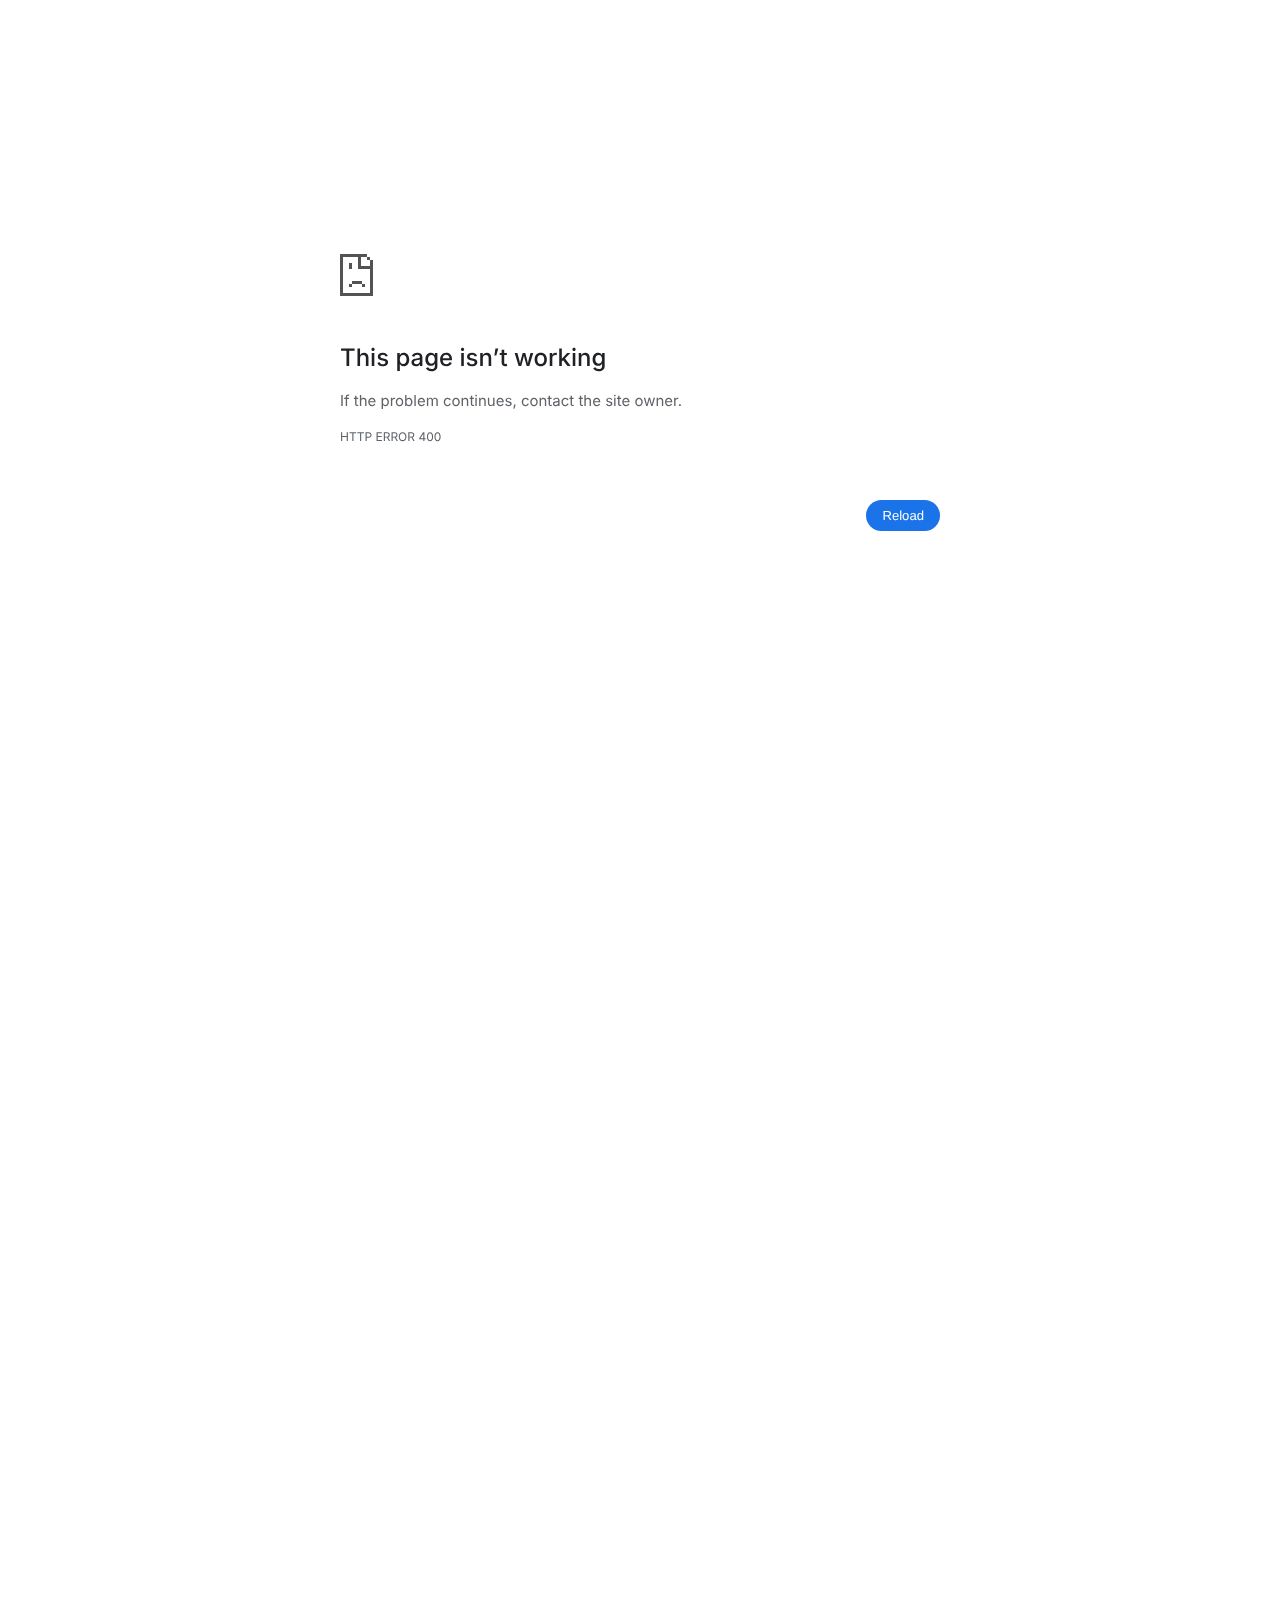 This page isn’t working
If the problem continues, contact the site owner.
HTTP ERROR 400
Reload